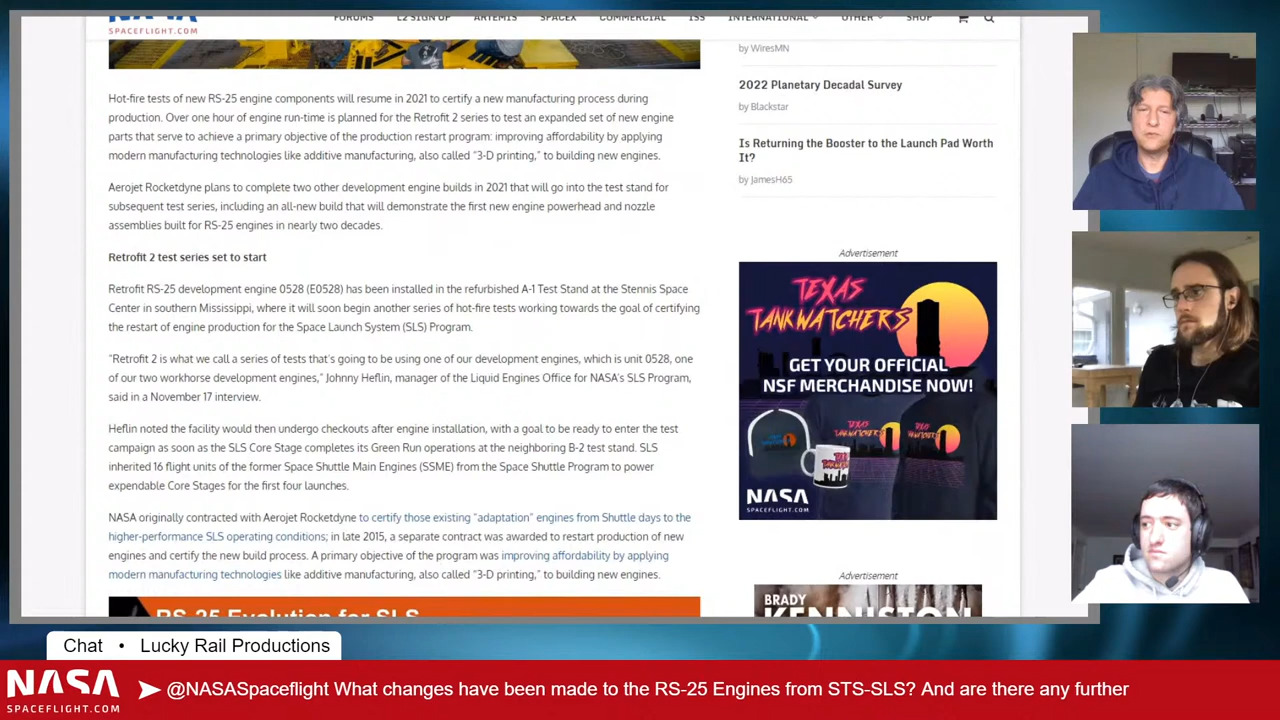 NASA
SPACEFLIGHT.COM
FORUMS L2 SIGN UP ARTEMIS SPACEX COMMERCIAL ISS INTERNATIONAL OTHER SHOP
Hot-fire tests of new RS-25 engine components will resume in 2021 to certify a new manufacturing process during
production. Over one hour of engine run-time is planned for the Retrofit 2 series to test an expanded set of new engine
parts that serve to achieve a primary objective of the production restart program: improving affordability by applying
modern manufacturing technologies like additive manufacturing, also called “3-D printing,” to building new engines.
Aerojet Rocketdyne plans to complete two other development engine builds in 2021 that will go into the test stand for
subsequent test series, including an all-new build that will demonstrate the first new engine powerhead and nozzle
assemblies built for RS-25 engines in nearly two decades.
Retrofit 2 test series set to start
Retrofit RS-25 development engine 0528 (E0528) has been installed in the refurbished A-1 Test Stand at the Stennis Space
Center in southern Mississippi, where it will soon begin another series of hot-fire tests working towards the goal of certifying
the restart of engine production for the Space Launch System (SLS) Program.
“Retrofit 2 is what we call a series of tests that’s going to be using one of our development engines, which is unit 0528, one
of our two workhorse development engines,” Johnny Heflin, manager of the Liquid Engines Office for NASA’s SLS Program,
said in a November 17 interview.
Heflin noted the facility would then undergo checkouts after engine installation, with a goal to be ready to enter the test
campaign as soon as the SLS Core Stage completes its Green Run operations at the neighboring B-2 test stand. SLS
inherited 16 flight units of the former Space Shuttle Main Engines (SSME) from the Space Shuttle Program to power
expendable Core Stages for the first four launches.
NASA originally contracted with Aerojet Rocketdyne to certify those existing “adaptation” engines from Shuttle days to the
higher-performance SLS operating conditions; in late 2015, a separate contract was awarded to restart production of new
engines and certify the new build process. A primary objective of the program was improving affordability by applying
modern manufacturing technologies like additive manufacturing, also called “3-D printing,” to building new engines.
RS-25 Evolution for SLS
by WiresMN
2022 Planetary Decadal Survey
by Blackstar
Is Returning the Booster to the Launch Pad Worth
It?
by JamesH65
Advertisement
TEXAS
TANKWATCHERS
GET YOUR OFFICIAL
NSF MERCHANDISE NOW!
NASA
SPACEFLIGHT.COM
Advertisement
BRADY
KENNISTON
Chat • Lucky Rail Productions
NASA
SPACEFLIGHT.COM
@NASASpaceflight What changes have been made to the RS-25 Engines from STS-SLS? And are there any further